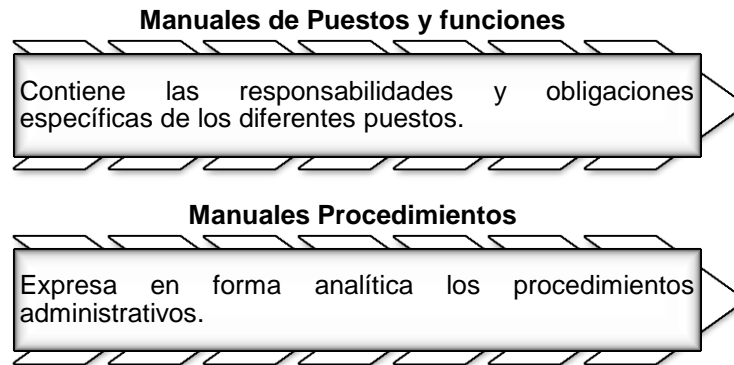 Manuales de Puestos y funciones
Contiene las responsabilidades y obligaciones
específicas de los diferentes puestos.
Manuales Procedimientos
Expresa en forma analítica los procedimientos
administrativos.